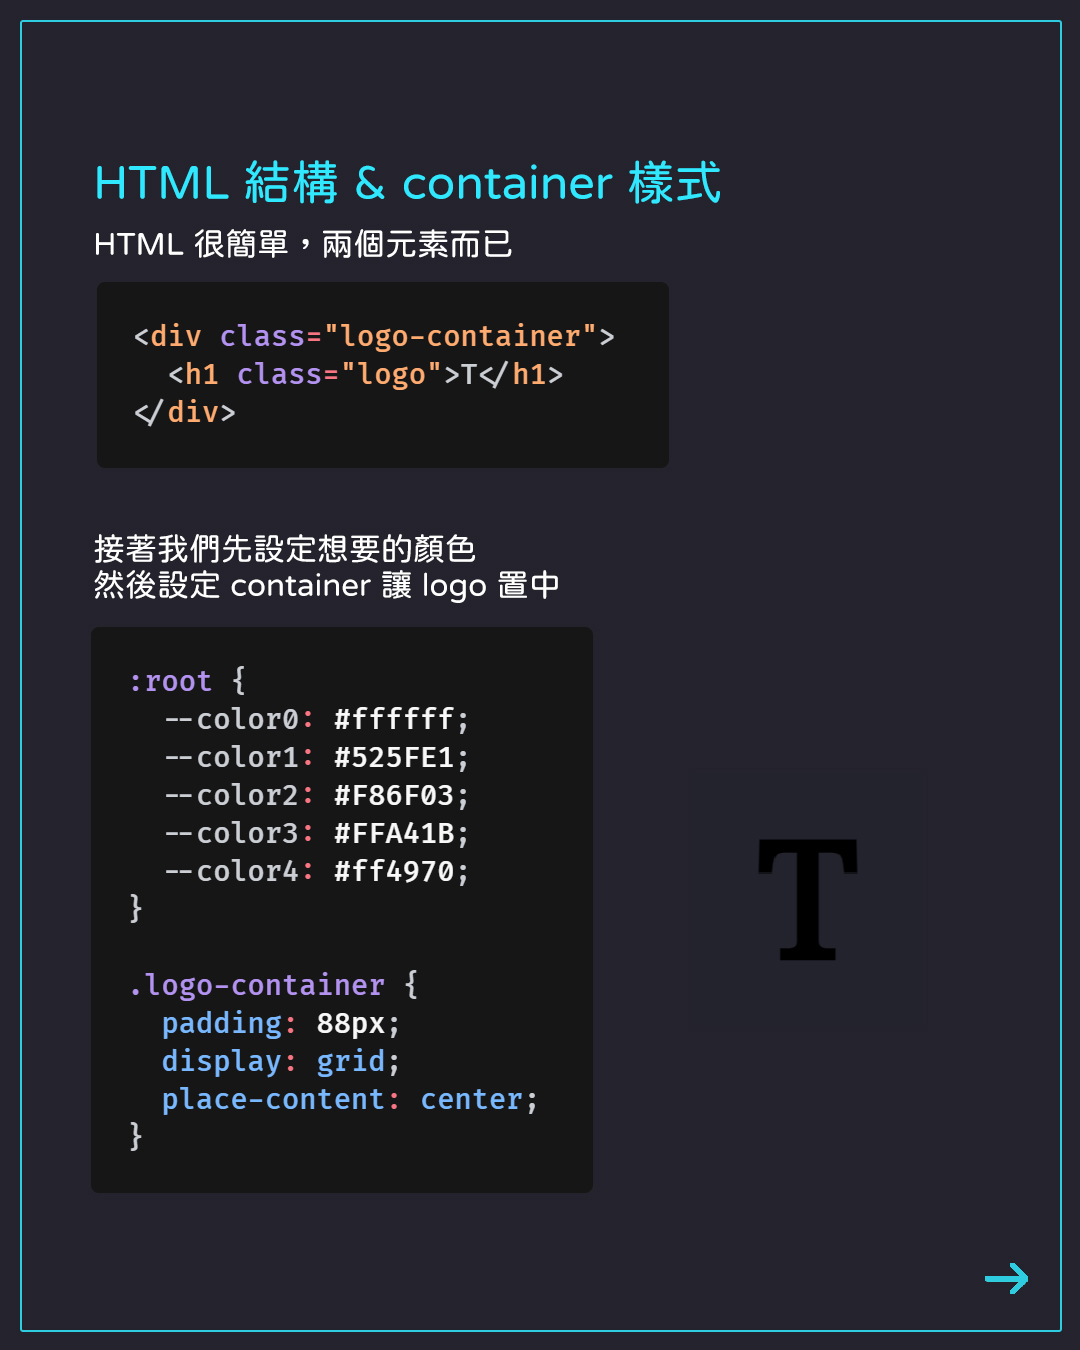 HTML 結構 & container 樣式
HTML 很簡單，兩個元素而已
<div class="logo-container">
  <h1 class="logo">T</h1>
</div>
接著我們先設定想要的顏色
然後設定 container 讓 logo 置中
:root {
  --color0: #ffffff;
  --color1: #525FE1;
  --color2: #F86F03;
  --color3: #FFA41B;
  --color4: #ff4970;
}
.logo-container {
  padding: 88px;
  display: grid;
  place-content: center;
}
T